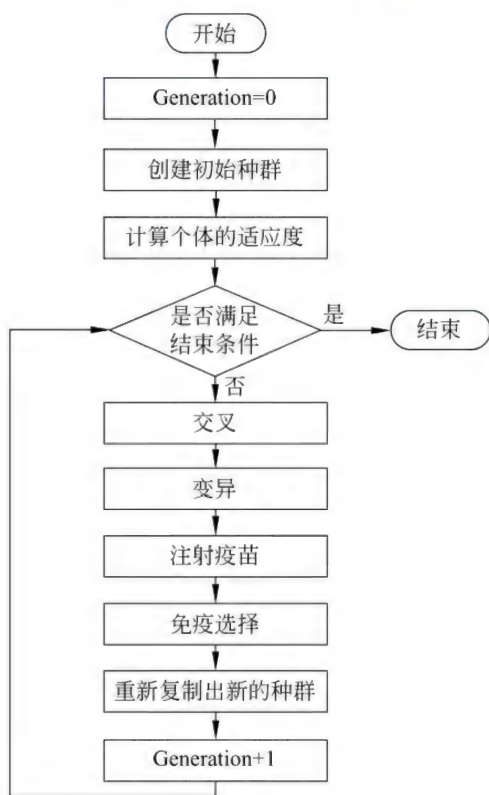 开始
Generation=0
创建初始种群
计算个体的适应度
是否满足
结束条件
是
结束
否
交叉
变异
注射疫苗
免疫选择
重新复制出新的种群
Generation+1